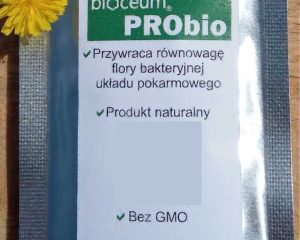 bioceum®
PRObio
✓Przywraca równowagę
flory bakteryjnej
układu pokarmowego
✓Produkt naturalny
✓Bez GMO